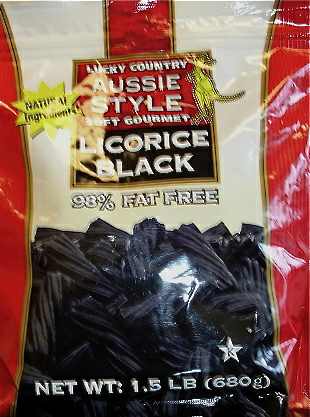 LUCKY COUNTRY
AUSSIE
STYLE
SOFT GOURMET
NATURAL
Ingredients
LICORICE
BLACK
98% FAT FREE
NET WT: 1.5 LB (680g)